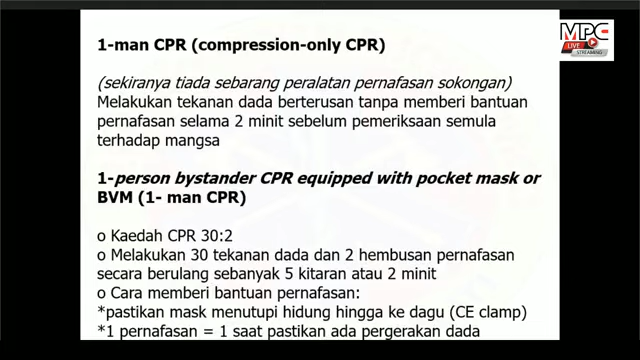 MPC
LIVE
STREAMING
1-man CPR (compression-only CPR)
(sekiranya tiada sebarang peralatan pernafasan sokongan)
Melakukan tekanan dada berterusan tanpa memberi bantuan
pernafasan selama 2 minit sebelum pemeriksaan semula
terhadap mangsa
1-person bystander CPR equipped with pocket mask or
BVM (1- man CPR)
o Kaedah CPR 30:2
o Melakukan 30 tekanan dada dan 2 hembusan pernafasan
secara berulang sebanyak 5 kitaran atau 2 minit
o Cara memberi bantuan pernafasan:
*pastikan mask menutupi hidung hingga ke dagu (CE clamp)
*1 pernafasan = 1 saat pastikan ada pergerakan dada